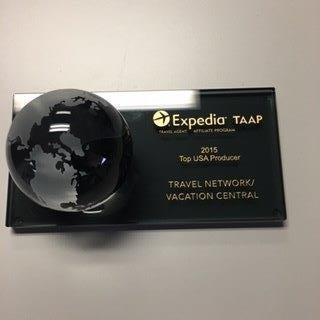 Expedia TAAP
TRAVEL AGENT AFFILIATE PROGRAM
2015
Top USA Producer
TRAVEL NETWORK/
VACATION CENTRAL